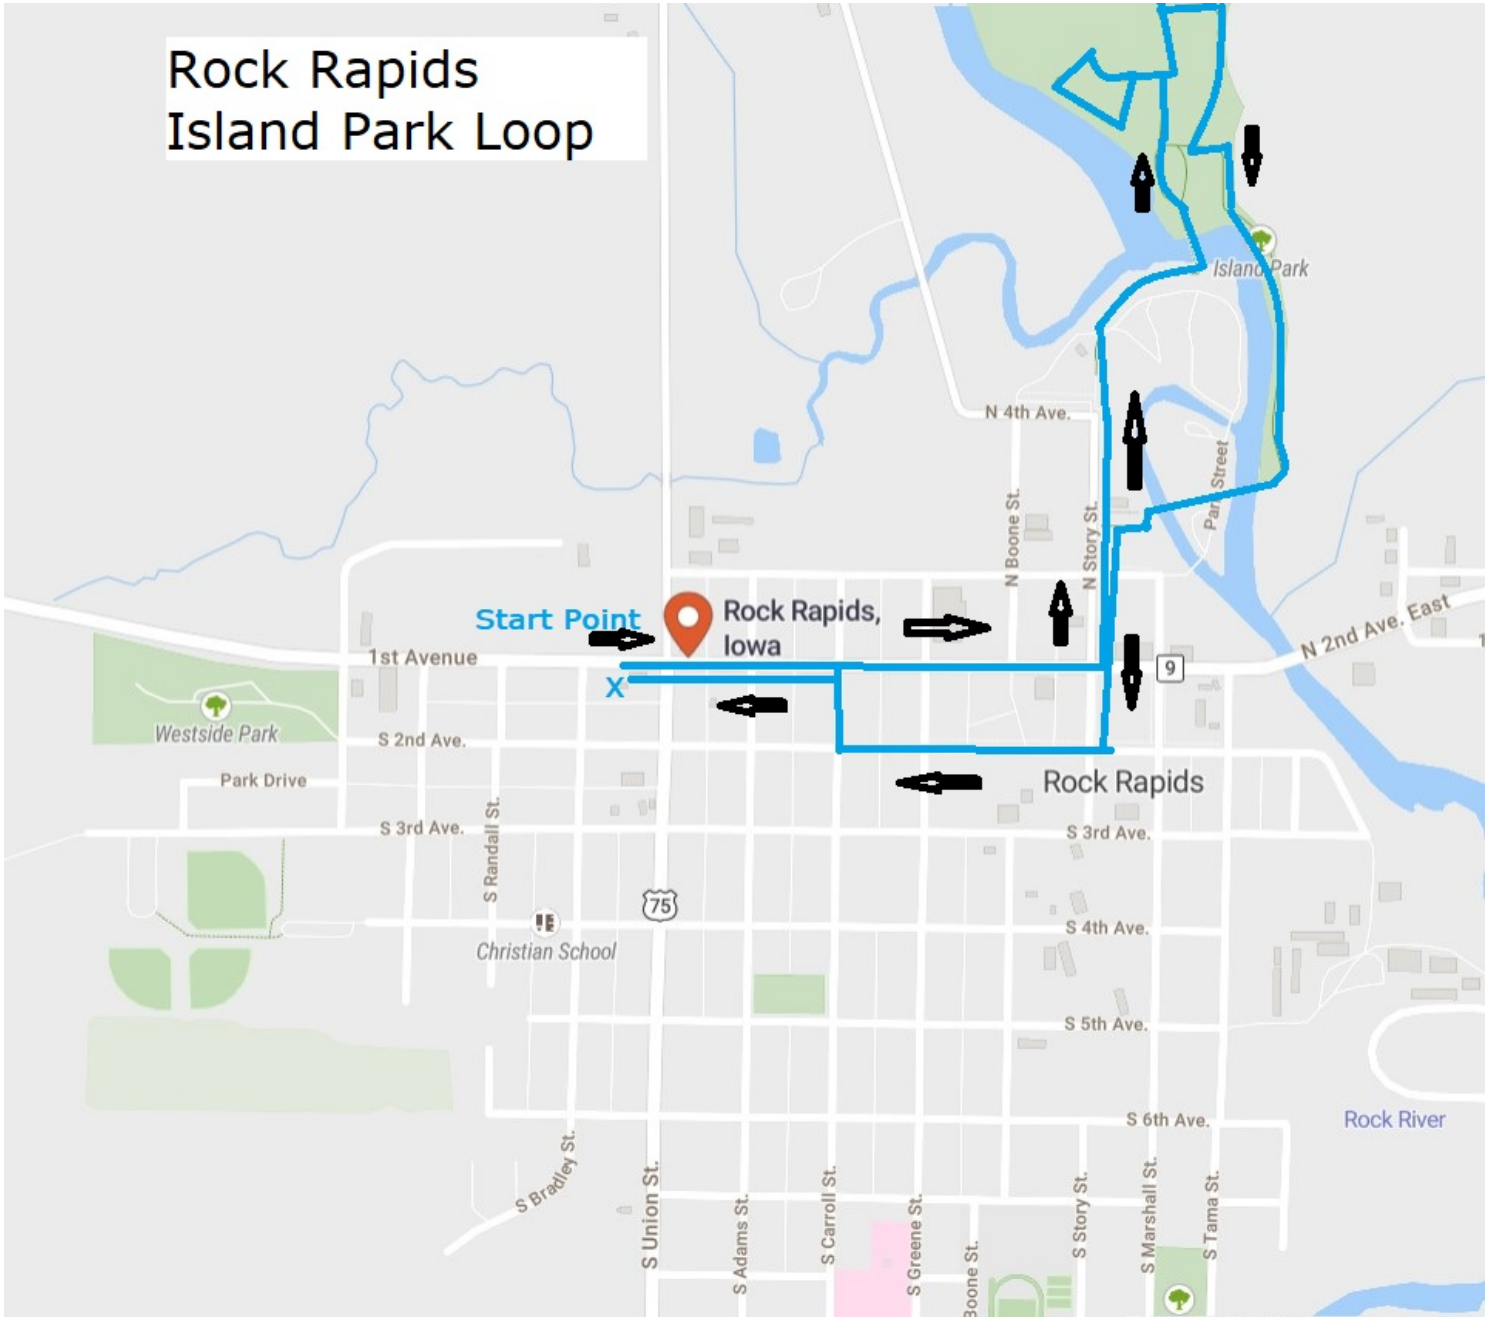 Rock Rapids
Island Park Loop
Island Park
N 4th Ave.
Park Street
N Boone St.
N Story St.
Start Point
Rock Rapids,
Iowa
N 2nd Ave. East
1st Avenue
9
X
Westside Park
S 2nd Ave.
Park Drive
Rock Rapids
S 3rd Ave.
S 3rd Ave.
S Randall St.
75
Christian School
S 4th Ave.
S 5th Ave.
S 6th Ave.
Rock River
S Bradley St.
S Union St.
S Adams St.
S Carroll St.
S Greene St.
Boone St.
S Story St.
S Marshall St.
S Tama St.